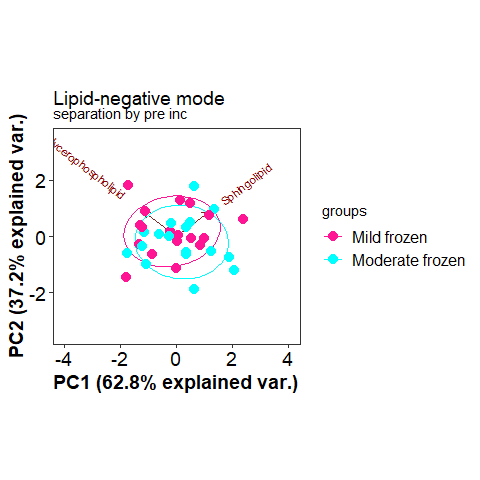 Lipid-negative mode
separation by pre inc
ycerophospholipid
Sphingolipid
PC2 (37.2% explained var.)
2
0
-2
-4
-2
0
2
4
PC1 (62.8% explained var.)
groups
Mild frozen
Moderate frozen